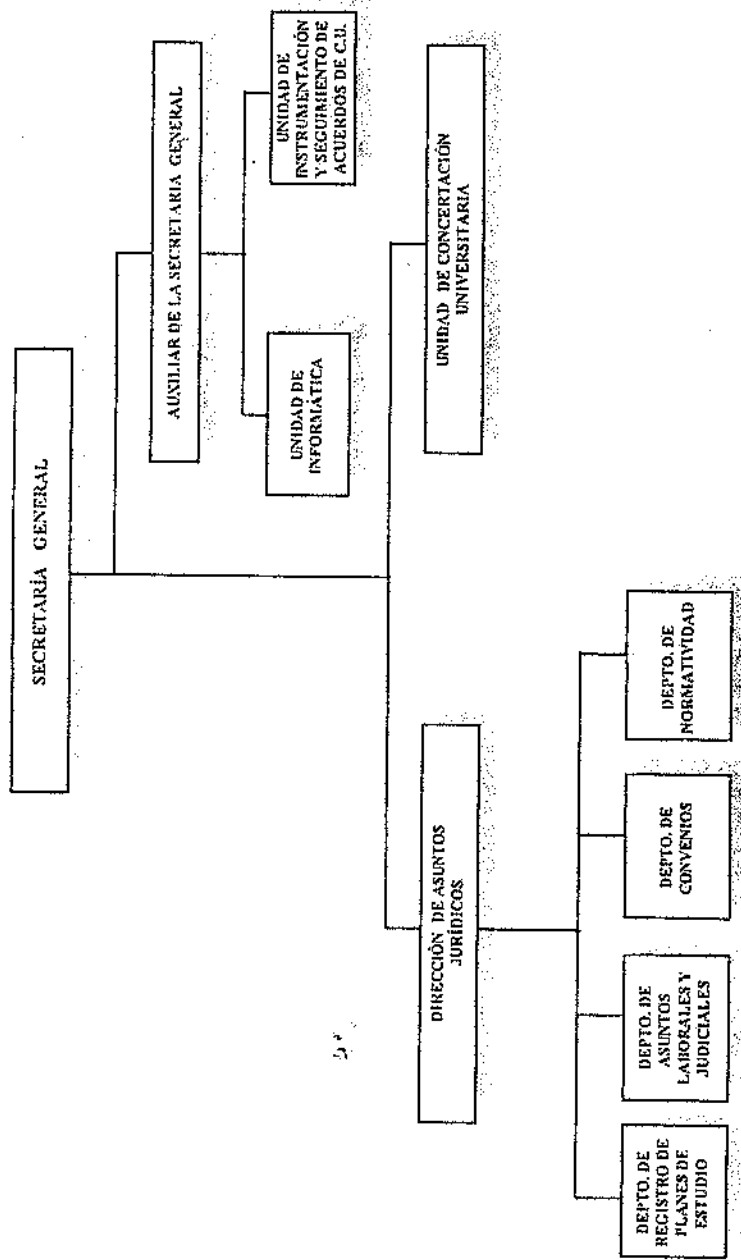 SECRETARÍA GENERAL
AUXILIAR DE LA SECRETARIA GENERAL
UNIDAD DE
INFORMÁTICA
UNIDAD DE
INSTRUMENTACIÓN
Y SEGUIMIENTO DE
ACUERDOS DE C.U.
DIRECCIÓN DE ASUNTOS
JURÍDICOS.
UNIDAD DE CONCERTACIÓN
UNIVERSITARIA
DEPTO. DE
REGISTRO DE
PLANES DE
ESTUDIO
DEPTO. DE
ASUNTOS
LABORALES Y
JUDICIALES
DEPTO. DE
CONVENIOS
DEPTO. DE
NORMATIVIDAD